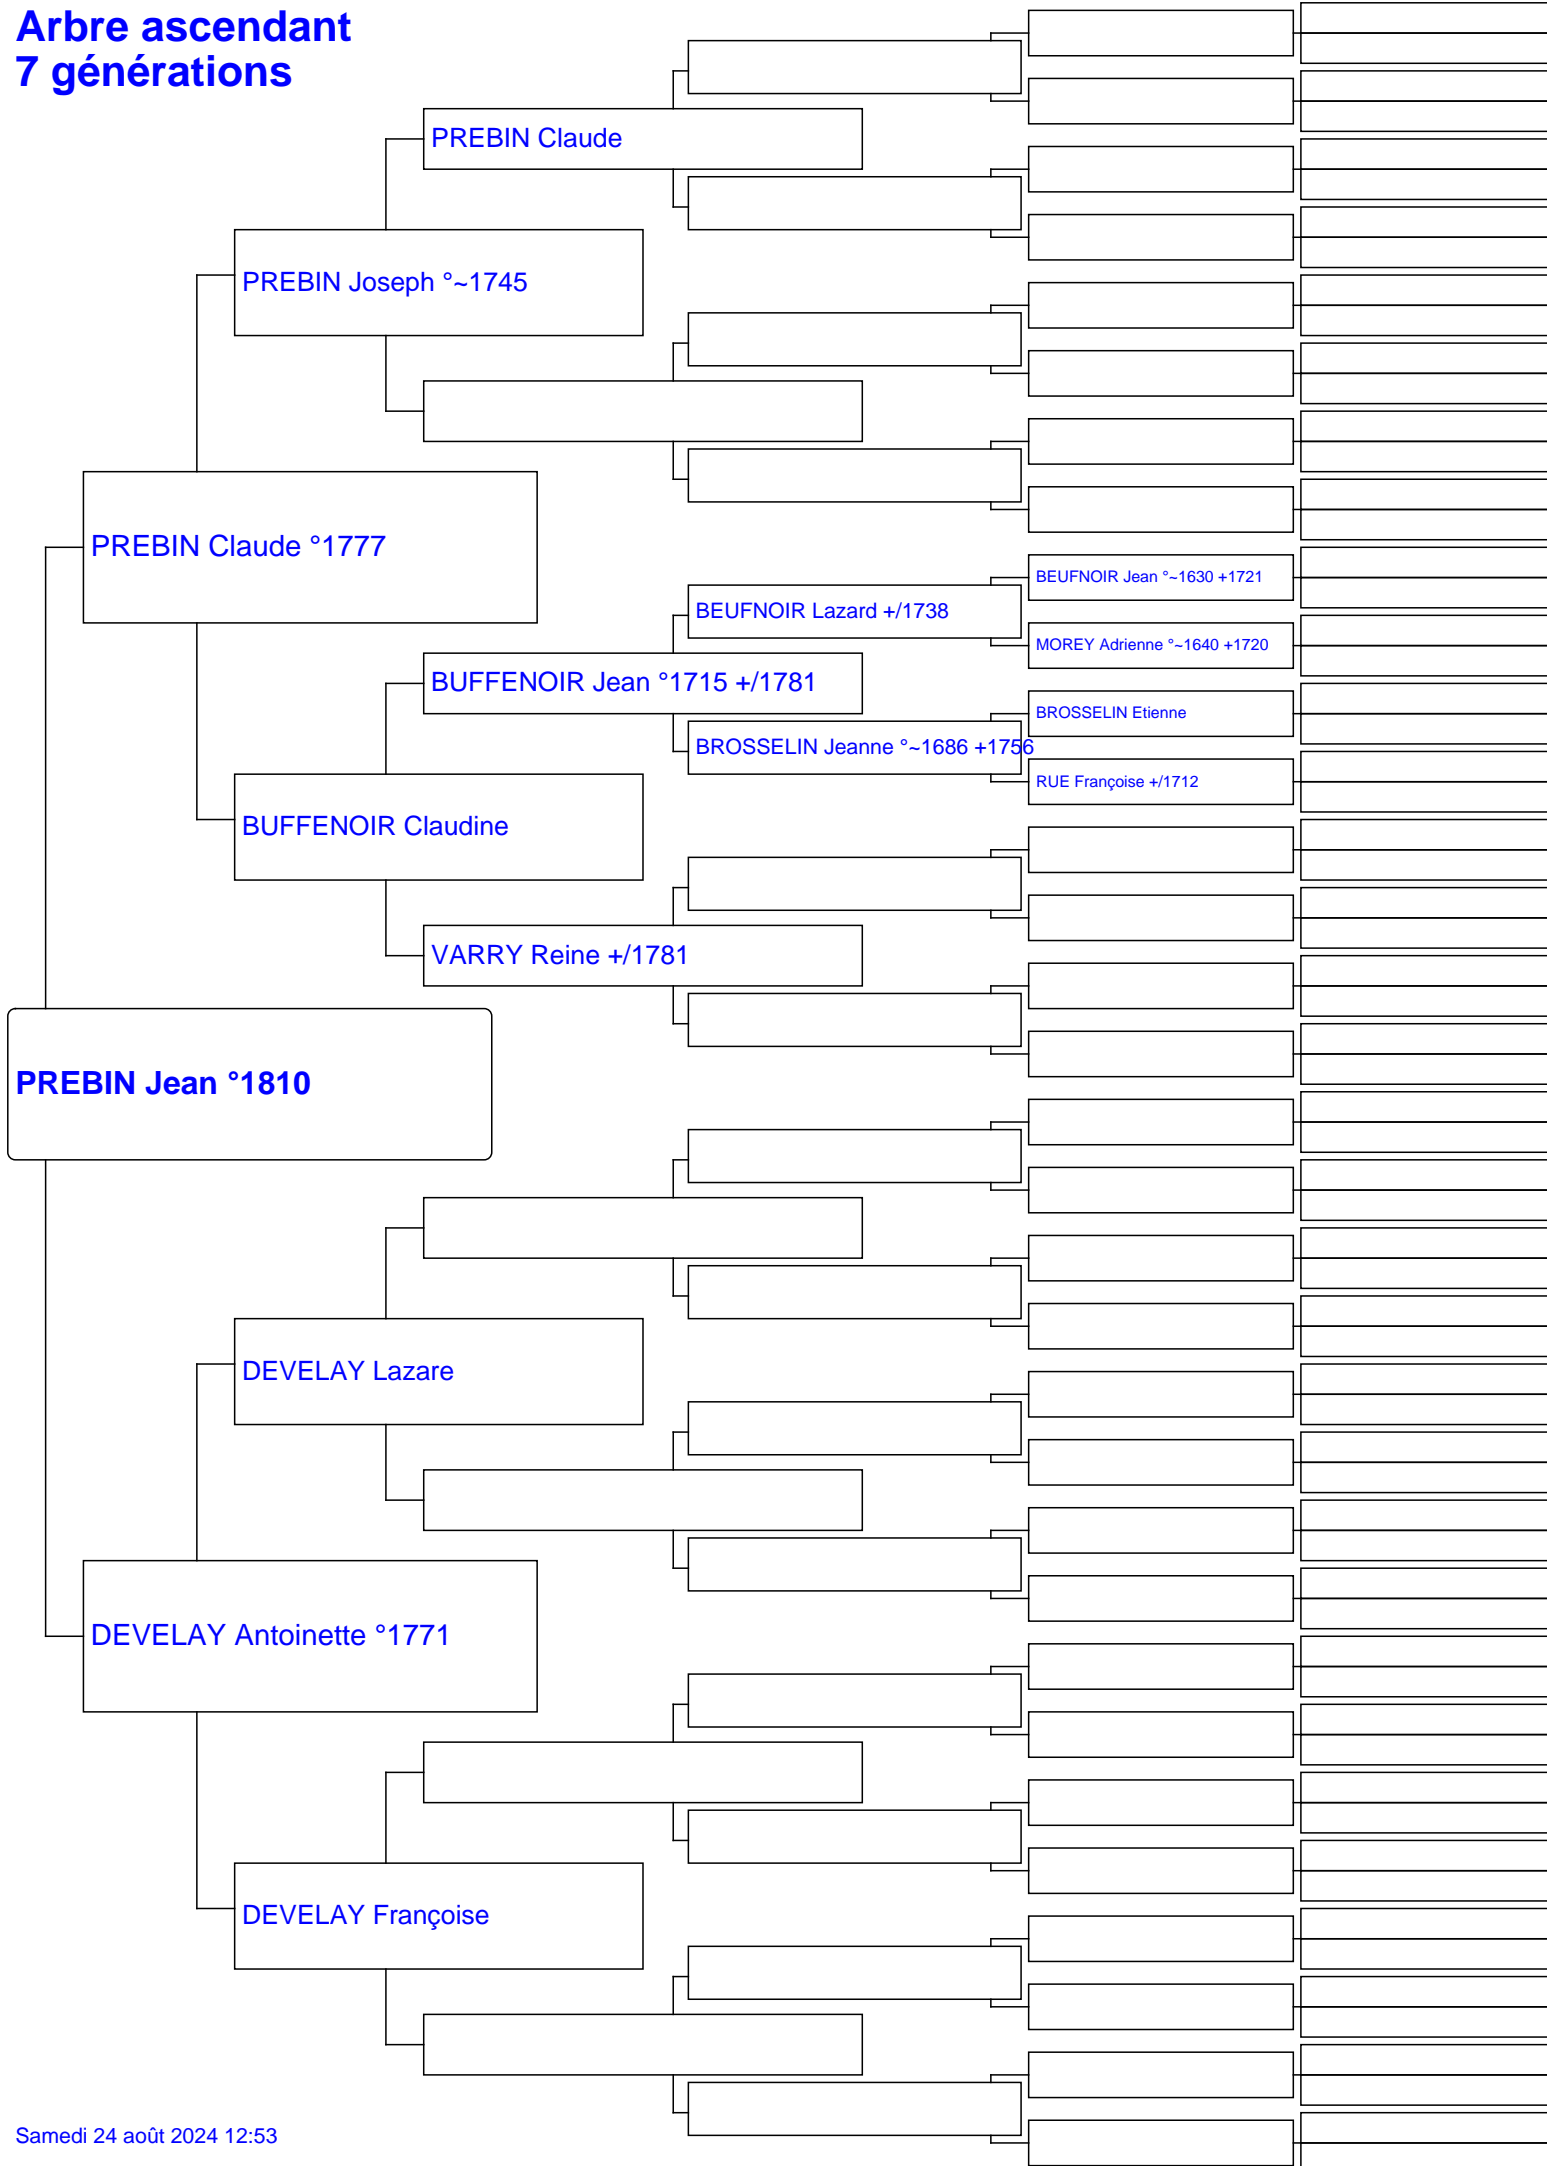 Arbre ascendant
7 générations
PREBIN Claude
PREBIN Joseph °~1745
PREBIN Claude °1777
BEUFNOIR Jean °~1630 +1721
BEUFNOIR Lazard +/1738
MOREY Adrienne °~1640 +1720
BUFFENOIR Jean °1715 +/1781
BROSSELIN Etienne
BROSSELIN Jeanne °~1686 +1756
RUE Françoise +/1712
BUFFENOIR Claudine
VARRY Reine +/1781
PREBIN Jean °1810
DEVELAY Lazare
DEVELAY Antoinette °1771
DEVELAY Françoise
Samedi 24 août 2024 12:53